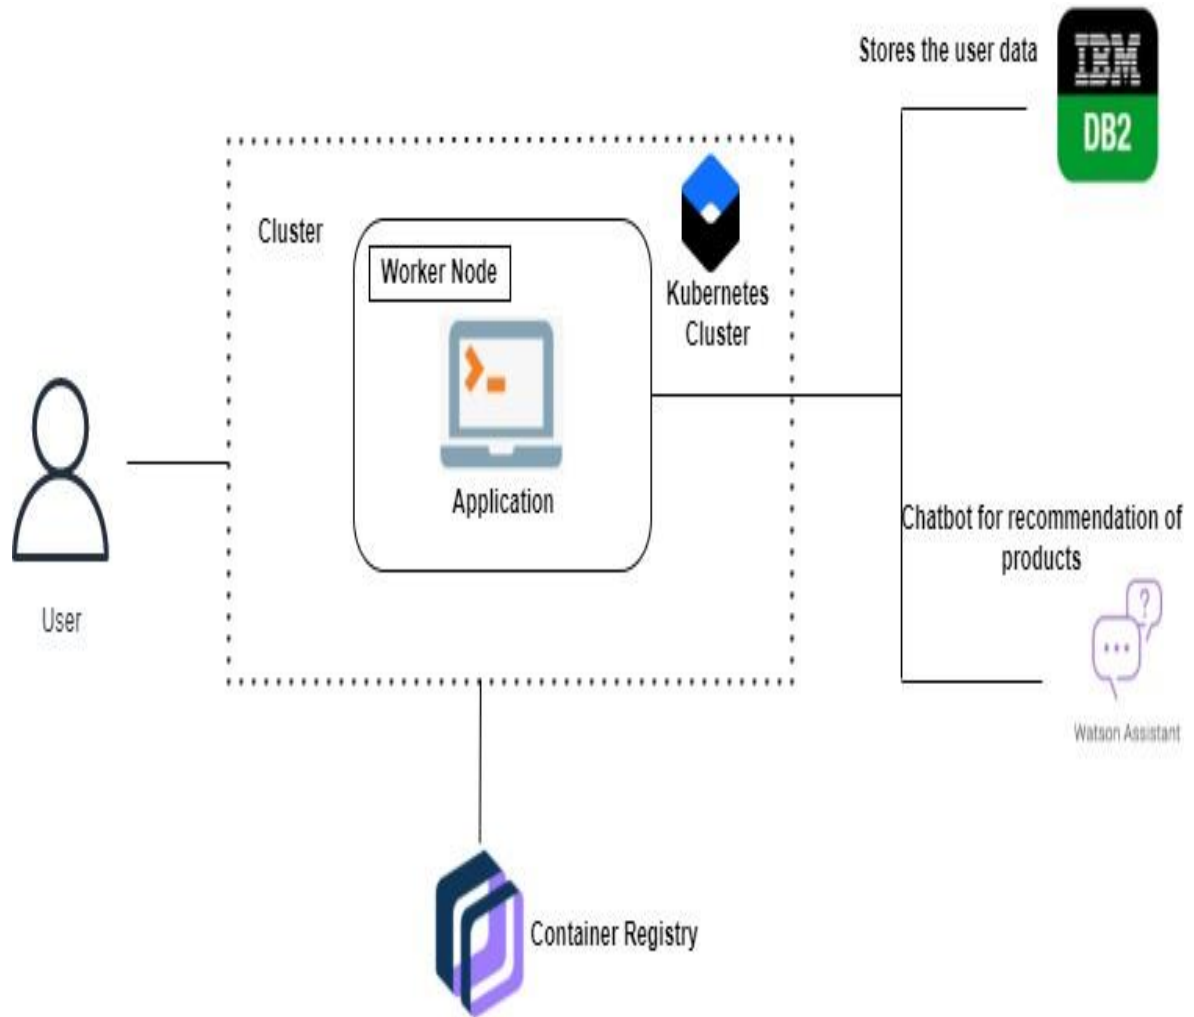 Stores the user data
IBM
DB2
Cluster
Worker Node
Kubernetes
Cluster
Application
Chatbot for recommendation of
products
User
?
Watson Assistant
Container Registry